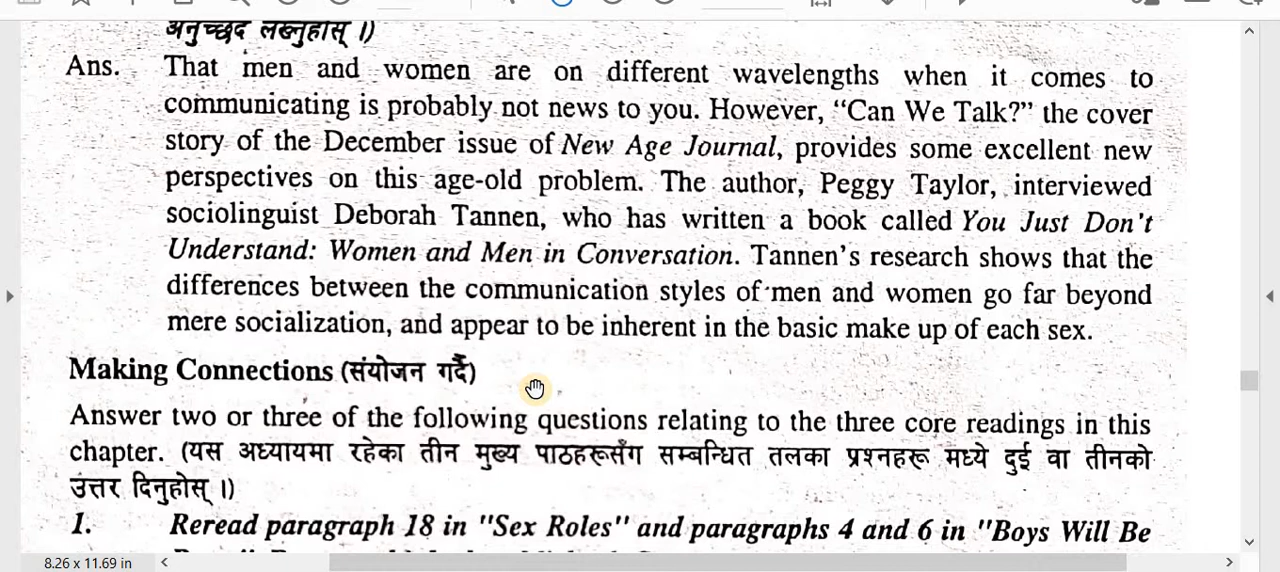 अनुच्छेद लेख्नुहोस् ।)
Ans. That men and women are on different wavelengths when it comes to
communicating is probably not news to you. However, “Can We Talk?” the cover
story of the December issue of New Age Journal, provides some excellent new
perspectives on this age-old problem. The author, Peggy Taylor, interviewed
sociolinguist Deborah Tannen, who has written a book called You Just Don't
Understand: Women and Men in Conversation. Tannen's research shows that the
differences between the communication styles of men and women go far beyond
mere socialization, and appear to be inherent in the basic make up of each sex.
Making Connections (संयोजन गर्दै)
Answer two or three of the following questions relating to the three core readings in this
chapter. (यस अध्यायमा रहेका तीन मुख्य पाठहरूसँग सम्बन्धित तलका प्रश्नहरू मध्ये दुई वा तीनको
उत्तर दिनुहोस् ।)
1. Reread paragraph 18 in "Sex Roles" and paragraphs 4 and 6 in "Boys Will Be
8.26 x 11.69 in